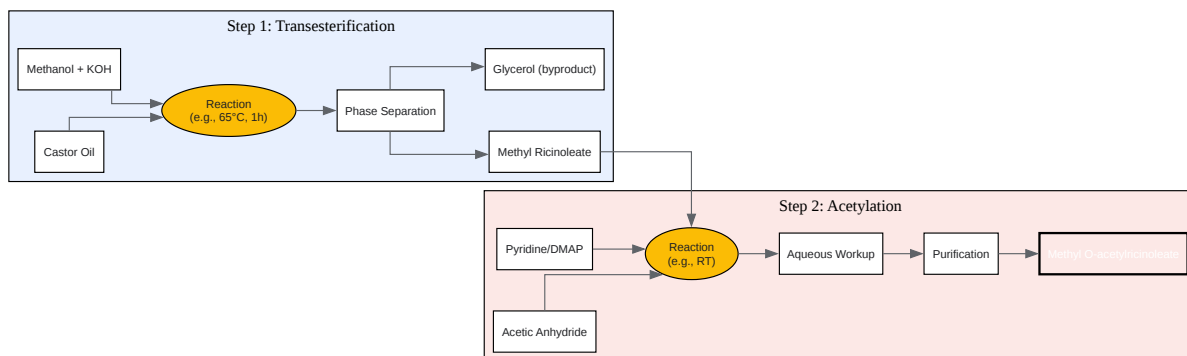 Step 1: Transesterification
Methanol + KOH
Glycerol (byproduct)
Reaction
(e.g., 65°C, 1h)
Phase Separation
Castor Oil
Methyl Ricinoleate
Step 2: Acetylation
Pyridine/DMAP
Reaction
(e.g., RT)
Aqueous Workup
Purification
Methyl O-acetylricinoleate
Acetic Anhydride